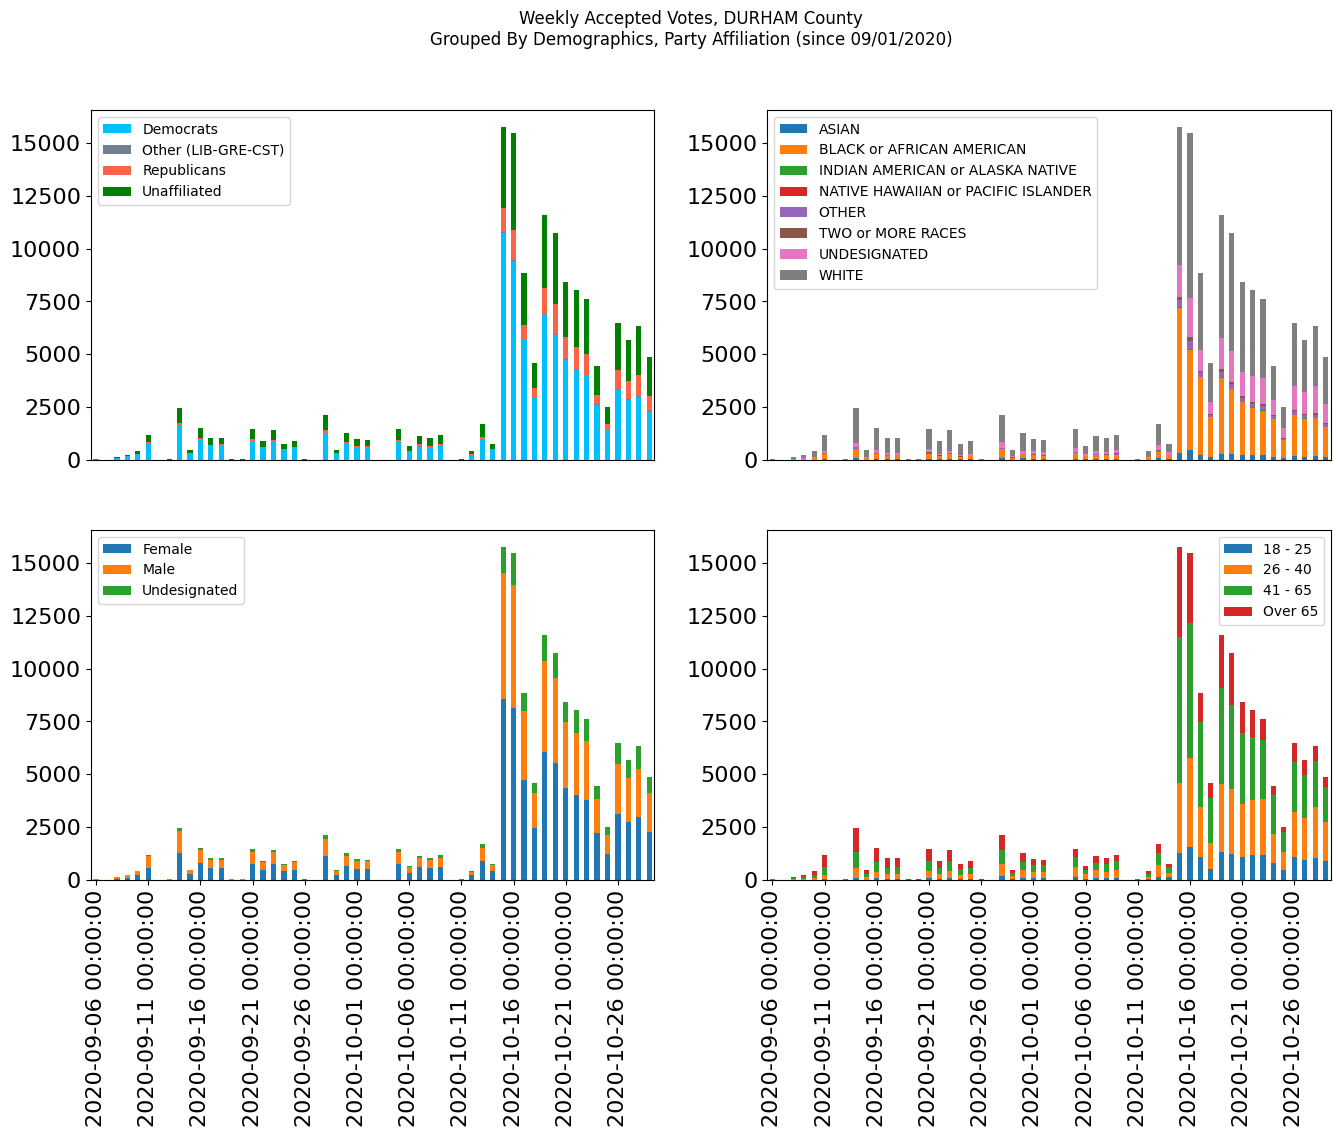 Weekly Accepted Votes, DURHAM County
Grouped By Demographics, Party Affiliation (since 09/01/2020)
15000
12500
10000
7500
5000
2500
0
Democrats
Other (LIB-GRE-CST)
Republicans
Unaffiliated
15000
12500
10000
7500
5000
2500
0
ASIAN
BLACK or AFRICAN AMERICAN
INDIAN AMERICAN or ALASKA NATIVE
NATIVE HAWAIIAN or PACIFIC ISLANDER
OTHER
TWO or MORE RACES
UNDESIGNATED
WHITE
15000
12500
10000
7500
5000
2500
0
Female
Male
Undesignated
2020-09-06 00:00:00
2020-09-11 00:00:00
2020-09-16 00:00:00
2020-09-21 00:00:00
2020-09-26 00:00:00
2020-10-01 00:00:00
2020-10-06 00:00:00
2020-10-11 00:00:00
2020-10-16 00:00:00
2020-10-21 00:00:00
2020-10-26 00:00:00
15000
12500
10000
7500
5000
2500
0
18 - 25
26 - 40
41 - 65
Over 65
2020-09-06 00:00:00
2020-09-11 00:00:00
2020-09-16 00:00:00
2020-09-21 00:00:00
2020-09-26 00:00:00
2020-10-01 00:00:00
2020-10-06 00:00:00
2020-10-11 00:00:00
2020-10-16 00:00:00
2020-10-21 00:00:00
2020-10-26 00:00:00